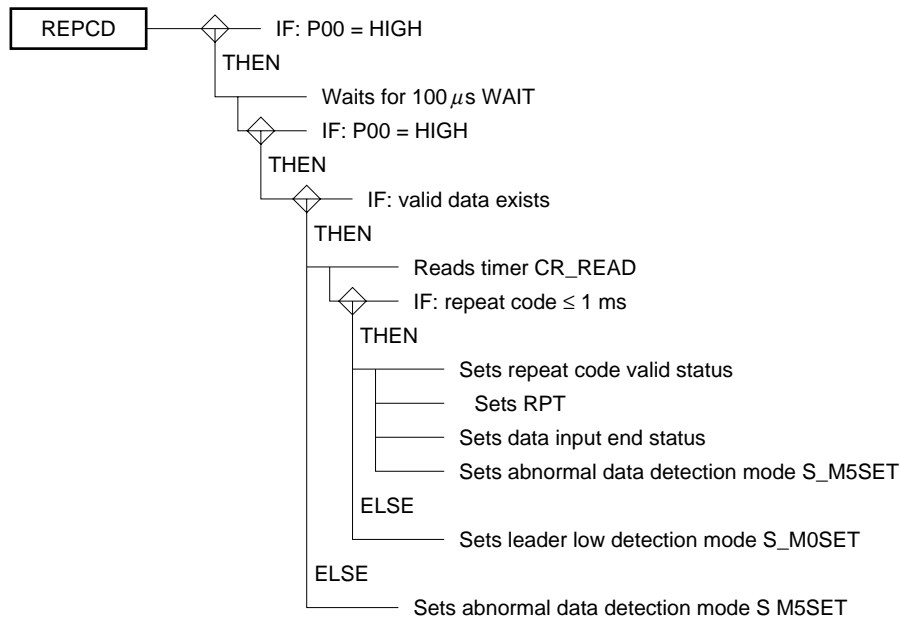 REPCD
IF: P00 = HIGH
THEN
Waits for 100 μs WAIT
IF: P00 = HIGH
THEN
IF: valid data exists
THEN
Reads timer CR_READ
IF: repeat code ≤ 1 ms
THEN
Sets repeat code valid status
Sets RPT
Sets data input end status
Sets abnormal data detection mode S_M5SET
ELSE
Sets leader low detection mode S_M0SET
ELSE
Sets abnormal data detection mode S M5SET